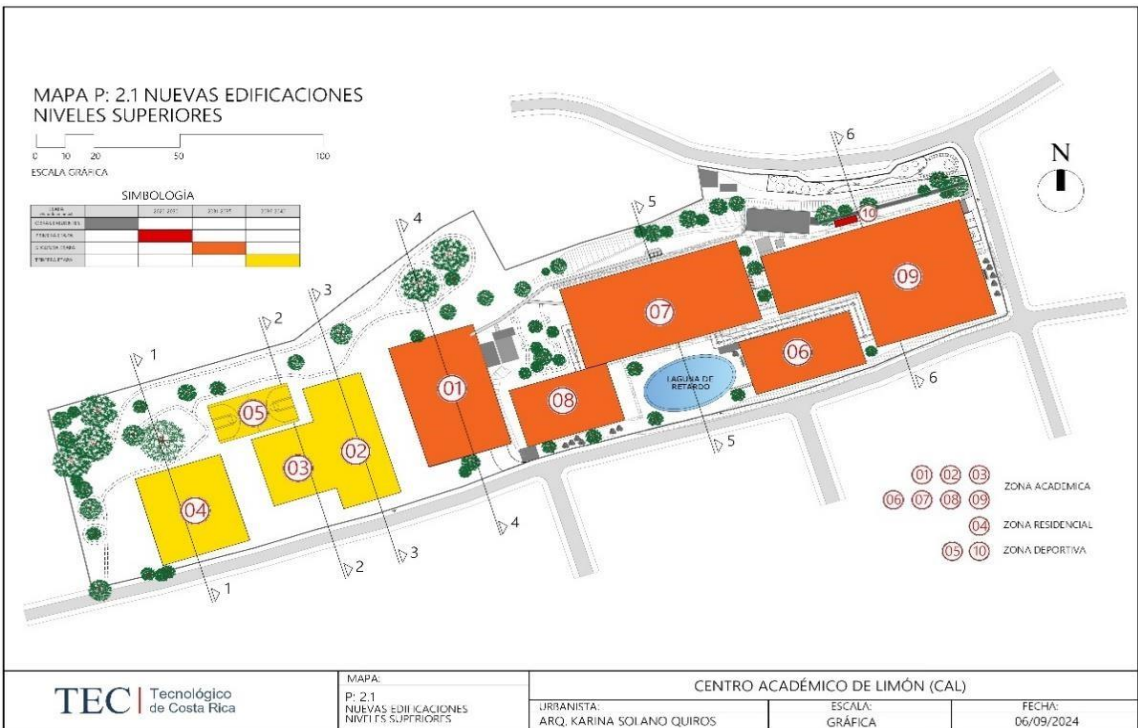 MAPA P: 2.1 NUEVAS EDIFICACIONES
NIVELES SUPERIORES
0 10 20 50 100
ESCALA GRÁFICA
SIMBOLOGÍA
1
2
3
4
5
6
N
10
09
07
06
01
08
LAGUNA DE
RETARDO
05
02
03
04
6
5
4
3
2
1
01 02 03
ZONA ACADEMICA
06 07 08 09
04 ZONA RESIDENCIAL
05 10 ZONA DEPORTIVA
TEC | Tecnológico
de Costa Rica
MAPA:
P: 2.1
NUEVAS EDIFICACIONES
NIVELES SUPERIORES
CENTRO ACADÉMICO DE LIMÓN (CAL)
URBANISTA:
ARQ. KARINA SOLANO QUIROS
ESCALA:
GRÁFICA
FECHA:
06/09/2024